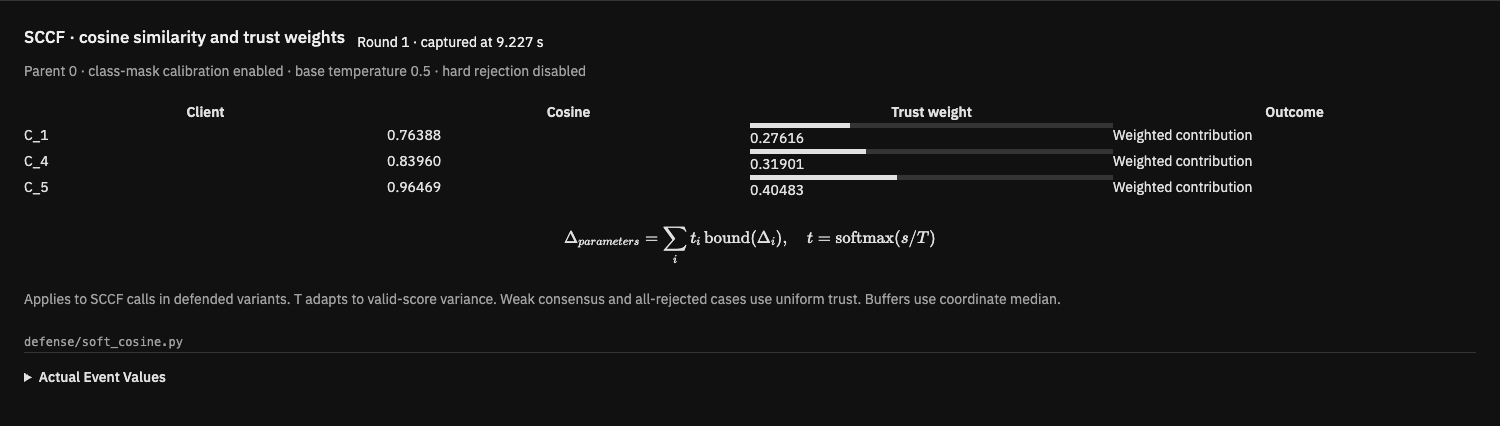 SCCF · cosine similarity and trust weights Round 1 · captured at 9.227 s
Parent 0 · class-mask calibration enabled · base temperature 0.5 · hard rejection disabled
Client Cosine Trust weight Outcome
C_1 0.76388 0.27616 Weighted contribution
C_4 0.83960 0.31901 Weighted contribution
C_5 0.96469 0.40483 Weighted contribution
Δ_parameters = ∑_i t_i bound(Δ_i), t = softmax(s/T)
Applies to SCCF calls in defended variants. T adapts to valid-score variance. Weak consensus and all-rejected cases use uniform trust. Buffers use coordinate median.
defense/soft_cosine.py
▶ Actual Event Values